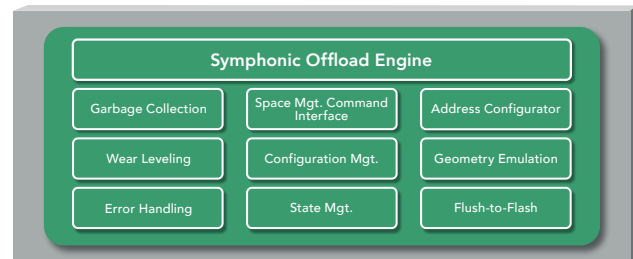 Symphonic Offload Engine
Garbage Collection
Space Mgt. Command
Interface
Address Configurator
Wear Leveling
Configuration Mgt.
Geometry Emulation
Error Handling
State Mgt.
Flush-to-Flash